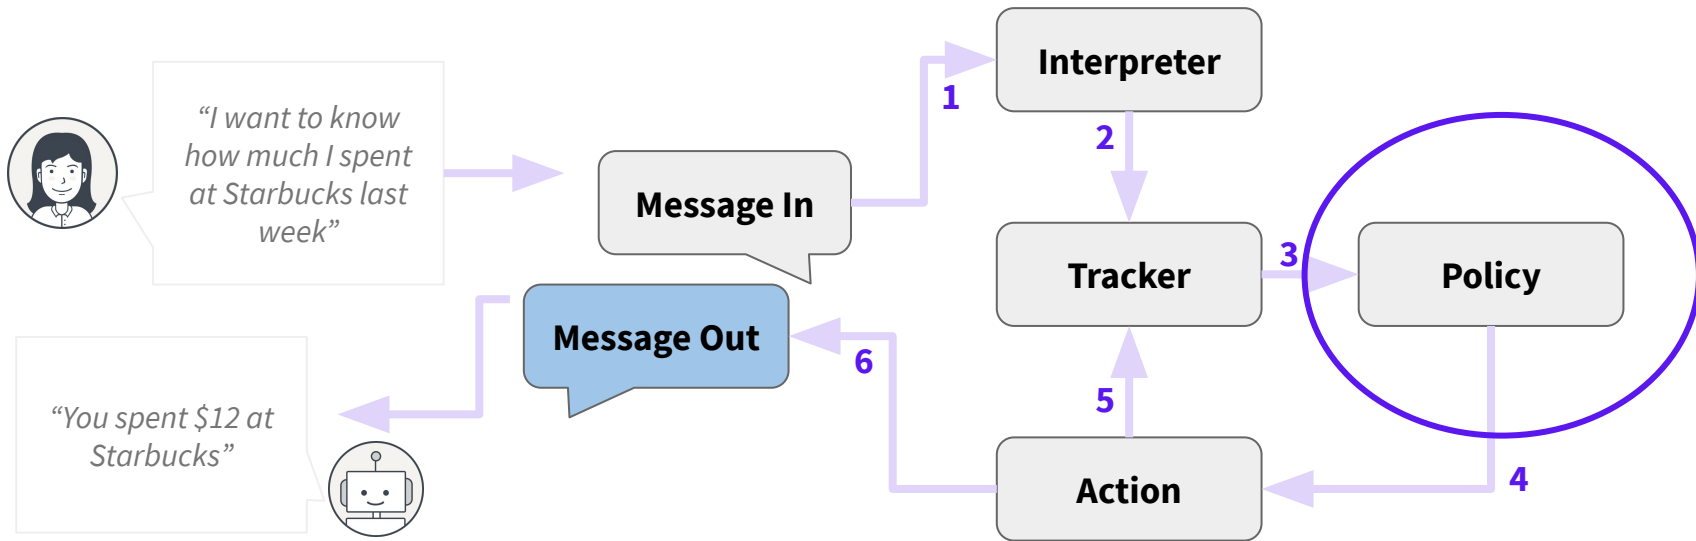 “I want to know
how much I spent
at Starbucks last
week”
Message In
1
Interpreter
2
Tracker
3
Policy
4
Action
5
6
Message Out
“You spent $12 at
Starbucks”